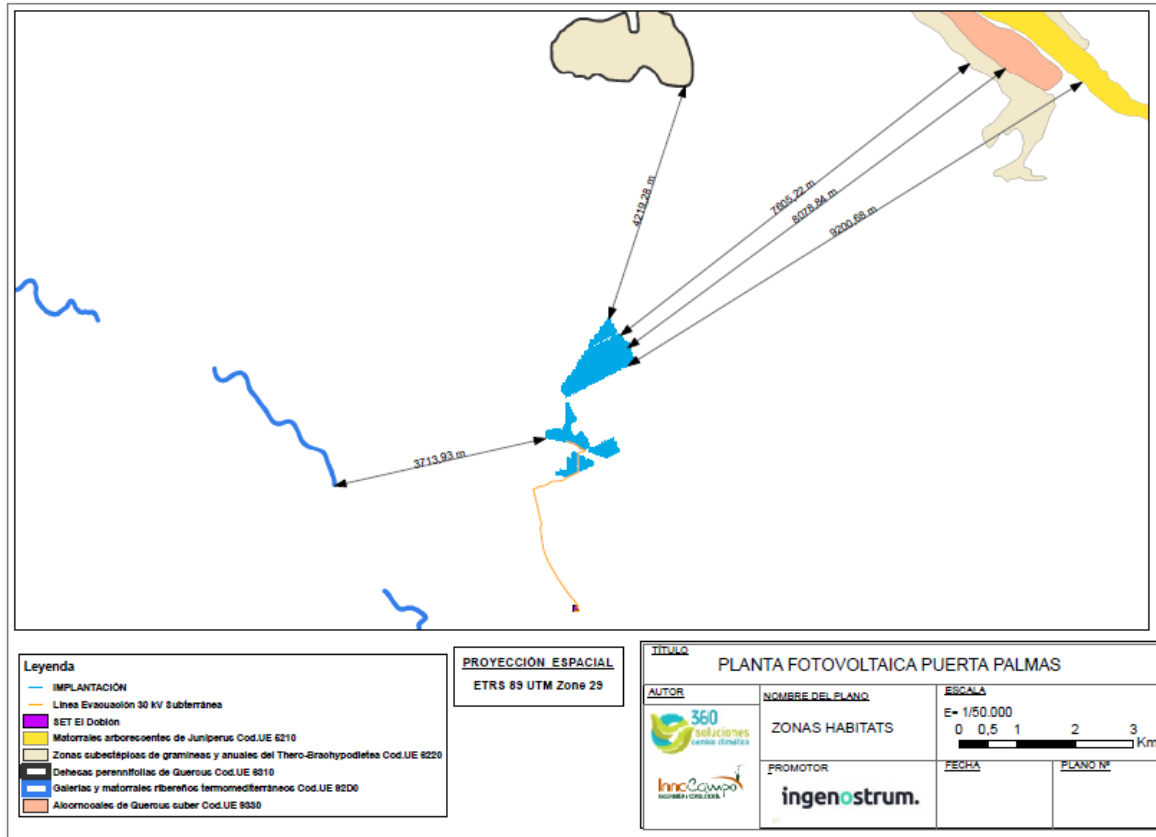 4219,28 m
7605,22 m
8078,84 m
9200,68 m
3713,93 m
Leyenda
IMPLANTACIÓN
Línea Evacuación 30 kV Subterránea
SET El Doblón
Matorrales arborescentes de Juniperus Cod.UE 5210
Zonas subestépicas de gramíneas y anuales del Thero-Brachypodietea Cod.UE 6220
Dehesas perennifolias de Quercus Cod.UE 6310
Galerías y matorrales ribereños termomediterráneos Cod.UE 92D0
Alcornocales de Quercus suber Cod.UE 9330
PROYECCIÓN ESPACIAL
ETRS 89 UTM Zone 29
TÍTULO
PLANTA FOTOVOLTAICA PUERTA PALMAS
AUTOR
360
soluciones
cambio climático
InnoCampo
NOMBRE DEL PLANO
ZONAS HABITATS
ESCALA
E= 1/50.000
0 0,5 1 2 3
Km
PROMOTOR
ingenostrum.
FECHA
PLANO Nº